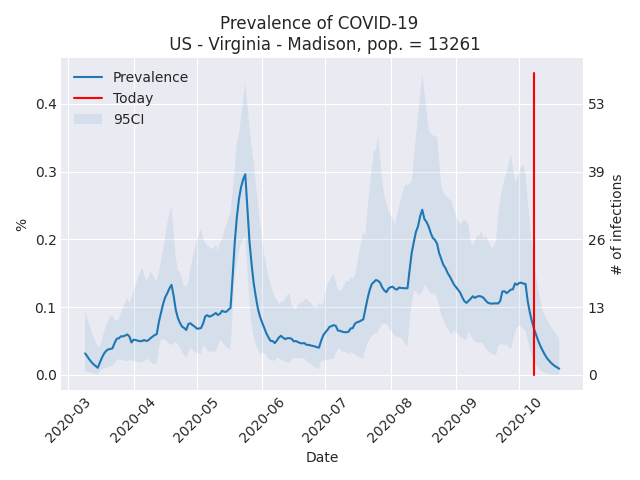 Prevalence of COVID-19
US - Virginia - Madison, pop. = 13261
Prevalence
Today
95CI
0.4
0.3
0.2
0.1
0.0
%
53
39
26
13
0
# of infections
2020-03
2020-04
2020-05
2020-06
2020-07
2020-08
2020-09
2020-10
Date